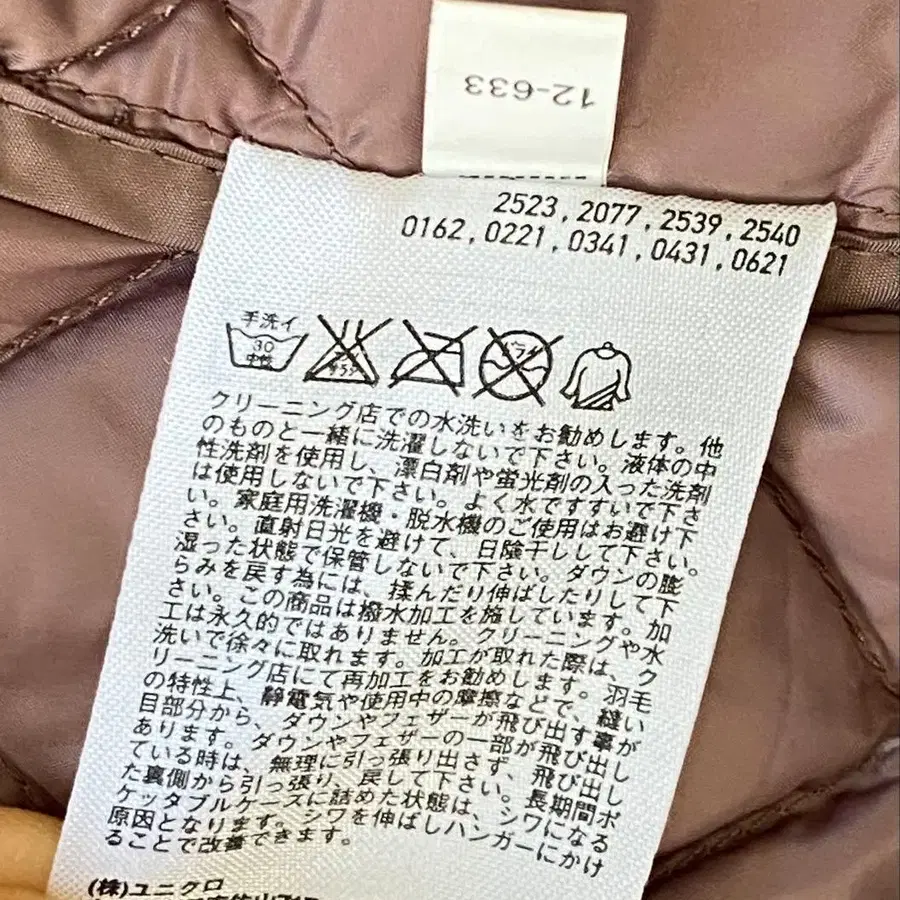 12-633
2523,2077,2539,2540
0162,0221,0341,0431,0621
手洗イ
30
中性
ドライ
クリーニング店での水洗いをお勧めします。他
のものと一緒に洗濯しないで下さい。液体の中
性洗剤を使用し、漂白剤や蛍光剤の入った洗剤
は使用しないで下さい。よく水ですすいで下さ
い。家庭用洗濯機・脱水機のご使用はお避け下
さい。直射日光を避けて、日陰干しして下さい。
湿った状態で保管しないで下さい。ダウンの膨
らみを戻す為には、揉んだり伸ばしたりして下
さい。この商品は撥水加工を施しています。加
工は永久的ではありません。クリーニングや水
洗いで徐々に取れます。加工が取れた際は、ク
リーニング店にて再加工をお勧めします。羽毛
の特性上、静電気や使用中の摩擦などで、縫い
目部分から、ダウンやフェザーが飛び出す事が
あります。ダウンやフェザーの一部が飛び出し
ている時は、無理に引っ張り出さず、飛び出し
た裏側から引っ張り、戻して下さい。長期間ポ
ケッタブルケースに詰めた状態は、シワになる
原因となります。シワを伸ばしハンガーにかけ
ることで改善できます。
(株)ユニクロ